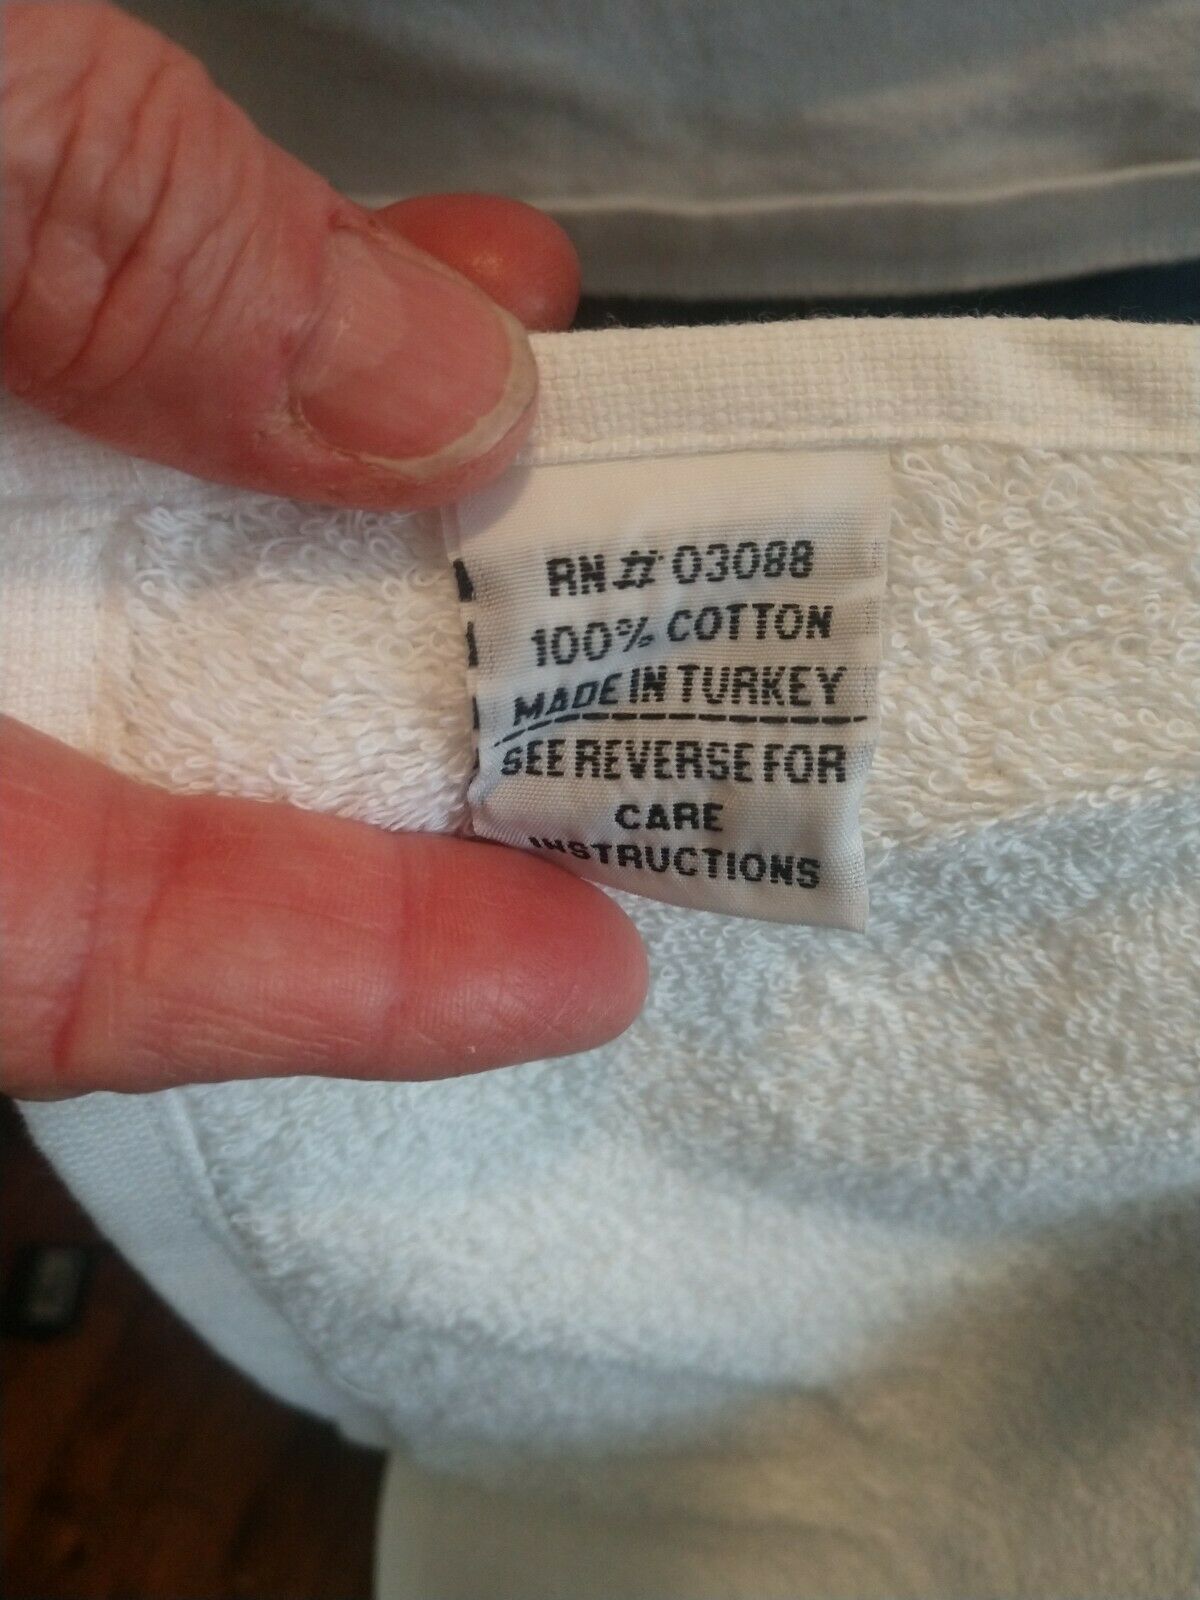 RN # 03088
100% COTTON
MADE IN TURKEY
SEE REVERSE FOR
CARE
INSTRUCTIONS